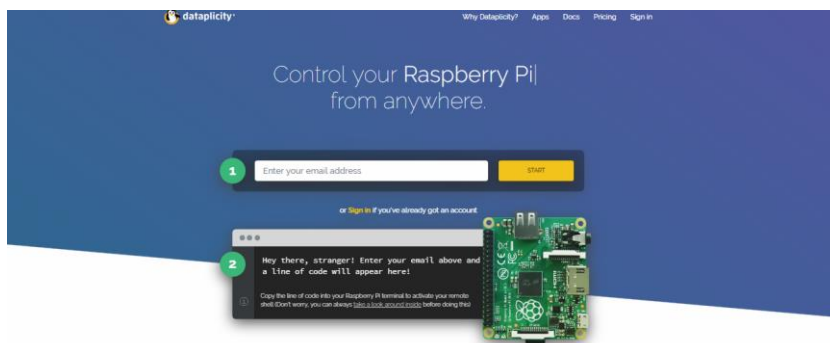 dataplicity
Why Dataplicity? Apps Docs Pricing Sign in
Control your Raspberry Pi
from anywhere.
1
Enter your email address
START
or Sign in if you've already got an account
2
Hey there, stranger! Enter your email above and
a line of code will appear here!
Copy the line of code into your Raspberry Pi terminal to activate your remote
shell (Don't worry, you can always take a look around inside before doing this)